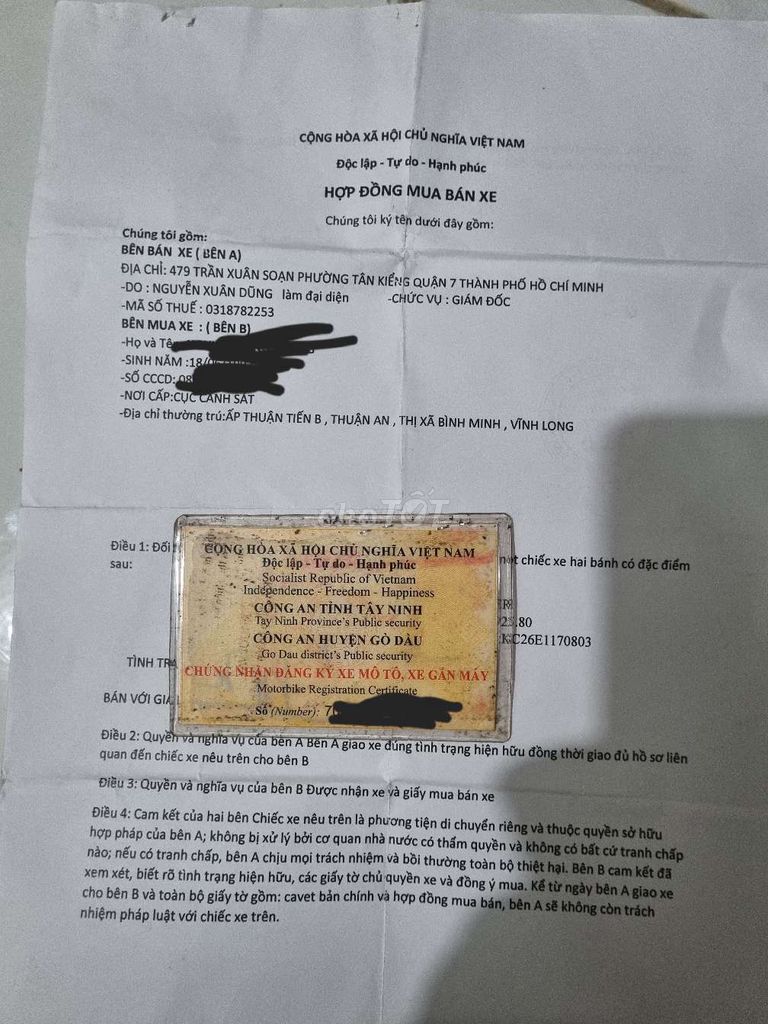 CỘNG HÒA XÃ HỘI CHỦ NGHĨA VIỆT NAM
Độc lập - Tự do - Hạnh phúc
HỢP ĐỒNG MUA BÁN XE
Chúng tôi ký tên dưới đây gồm:
Chúng tôi gồm:
BÊN BÁN XE ( BÊN A)
ĐỊA CHỈ: 479 TRẦN XUÂN SOẠN PHƯỜNG TÂN KIỂNG QUẬN 7 THÀNH PHỐ HỒ CHÍ MINH
-DO : NGUYỄN XUÂN DŨNG làm đại diện -CHỨC VỤ : GIÁM ĐỐC
-MÃ SỐ THUẾ : 0318782253
BÊN MUA XE : ( BÊN B)
-Họ và Tê
-SINH NĂM :18/
-SỐ CCCD: 08
-NƠI CẤP:CỤC CẢNH SÁT
-Địa chỉ thường trú:ẤP THUẬN TIẾN B , THUẬN AN , THỊ XÃ BÌNH MINH , VĨNH LONG
chợTỐT
Điều 1: Đối một chiếc xe hai bánh có đặc điểm
sau:
.80
C26E1170803
TÌNH TRẠ
BÁN VỚI GIÁ
CỘNG HÒA XÃ HỘI CHỦ NGHĨA VIỆT NAM
Độc lập - Tự do - Hạnh phúc
Socialist Republic of Vietnam
Independence - Freedom - Happiness
CÔNG AN TỈNH TÂY NINH
Tay Ninh Province's Public security
CÔNG AN HUYỆN GÒ DẦU
Go Dau district's Public security
CHỨNG NHẬN ĐĂNG KÝ XE MÔ TÔ, XE GẮN MÁY
Motorbike Registration Certificate
Số (Number): 7
Điều 2: Quyền và nghĩa vụ của bên A Bên A giao xe đúng tình trạng hiện hữu đồng thời giao đủ hồ sơ liên
quan đến chiếc xe nêu trên cho bên B
Điều 3: Quyền và nghĩa vụ của bên B Được nhận xe và giấy mua bán xe
Điều 4: Cam kết của hai bên Chiếc xe nêu trên là phương tiện di chuyển riêng và thuộc quyền sở hữu
hợp pháp của bên A; không bị xử lý bởi cơ quan nhà nước có thẩm quyền và không có bất cứ tranh chấp
nào; nếu có tranh chấp, bên A chịu mọi trách nhiệm và bồi thường toàn bộ thiệt hại. Bên B cam kết đã
xem xét, biết rõ tình trạng hiện hữu, các giấy tờ chủ quyền xe và đồng ý mua. Kể từ ngày bên A giao xe
cho bên B và toàn bộ giấy tờ gồm: cavet bản chính và hợp đồng mua bán, bên A sẽ không còn trách
nhiệm pháp luật với chiếc xe trên.